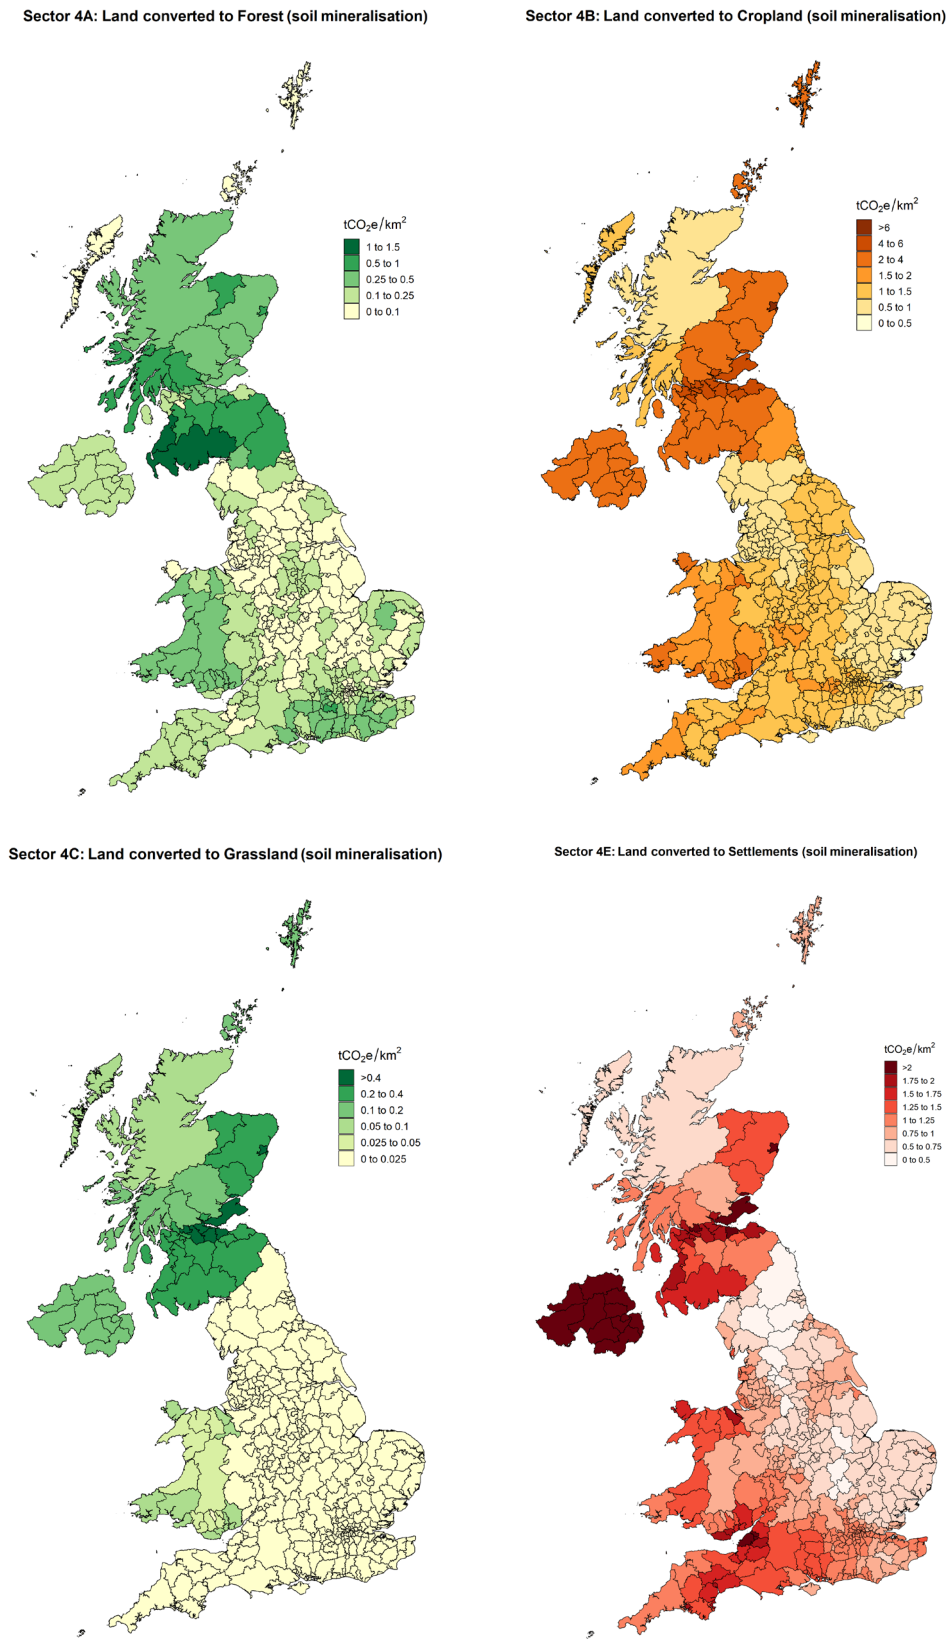 Sector 4A: Land converted to Forest (soil mineralisation)
tCO₂e/km²
1 to 1.5
0.5 to 1
0.25 to 0.5
0.1 to 0.25
0 to 0.1
Sector 4B: Land converted to Cropland (soil mineralisation)
tCO₂e/km²
>6
4 to 6
2 to 4
1.5 to 2
1 to 1.5
0.5 to 1
0 to 0.5
Sector 4C: Land converted to Grassland (soil mineralisation)
tCO₂e/km²
>0.4
0.2 to 0.4
0.1 to 0.2
0.05 to 0.1
0.025 to 0.05
0 to 0.025
Sector 4E: Land converted to Settlements (soil mineralisation)
tCO₂e/km²
>2
1.75 to 2
1.5 to 1.75
1.25 to 1.5
1 to 1.25
0.75 to 1
0.5 to 0.75
0 to 0.5